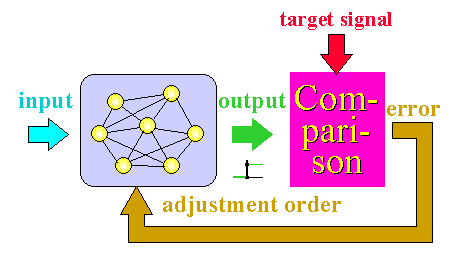 target signal
input
output
Com-
pari-
son
error
adjustment order